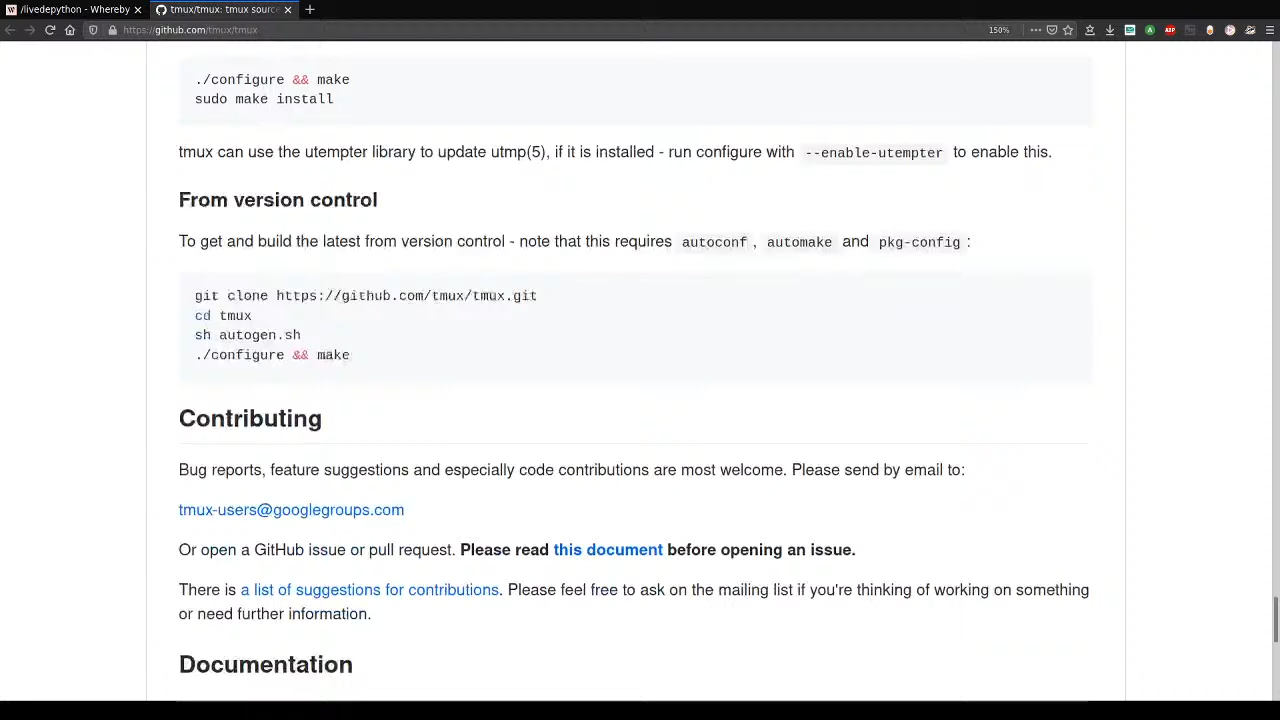 /livedepython - Whereby
tmux/tmux: tmux source
https://github.com/tmux/tmux
150%
./configure && make
sudo make install
tmux can use the utempter library to update utmp(5), if it is installed - run configure with --enable-utempter to enable this.
From version control
To get and build the latest from version control - note that this requires autoconf, automake and pkg-config:
git clone https://github.com/tmux/tmux.git
cd tmux
sh autogen.sh
./configure && make
Contributing
Bug reports, feature suggestions and especially code contributions are most welcome. Please send by email to:
tmux-users@googlegroups.com
Or open a GitHub issue or pull request. Please read this document before opening an issue.
There is a list of suggestions for contributions. Please feel free to ask on the mailing list if you're thinking of working on something
or need further information.
Documentation